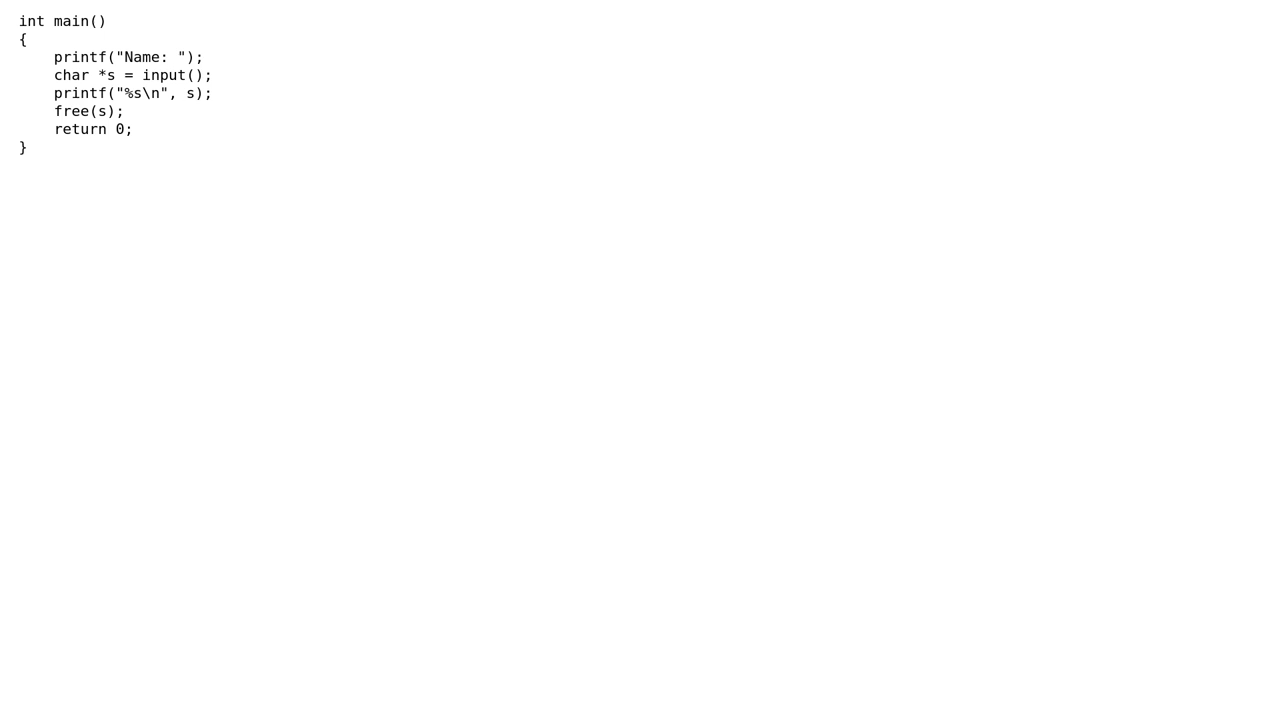 int main()
{
    printf("Name: ");
    char *s = input();
    printf("%s\n", s);
    free(s);
    return 0;
}